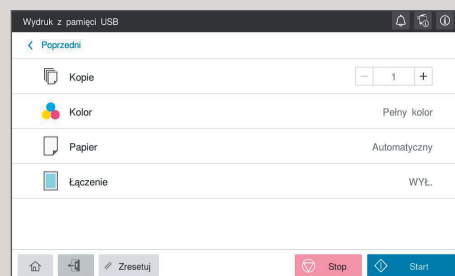 Wydruk z pamięci USB
Poprzedni
Kopie 1
Kolor Pełny kolor
Papier Automatyczny
Łączenie WYŁ.
Zresetuj Stop Start